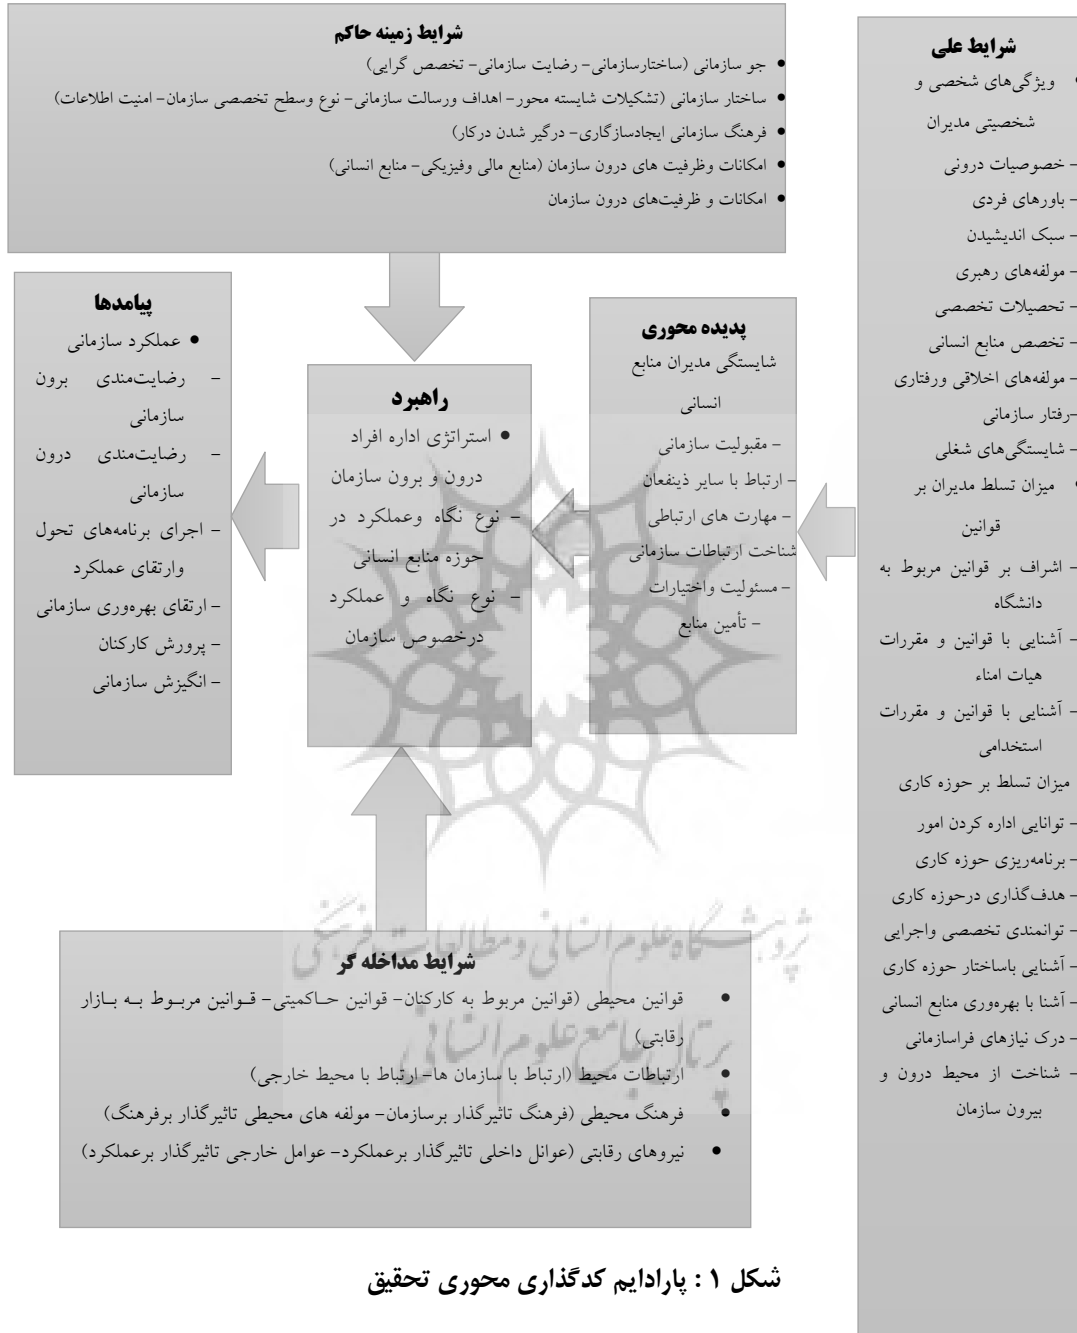 شرایط زمینه حاکم
• جو سازمانی (ساختارسازمانی- رضایت سازمانی- تخصص گرایی)
• ساختار سازمانی (تشکیلات شایسته محور- اهداف ورسالت سازمانی- نوع وسطح تخصصی سازمان- امنیت اطلاعات)
• فرهنگ سازمانی ایجادسازگاری- درگیر شدن درکار)
• امکانات وظرفیت های درون سازمان (منابع مالی وفیزیکی- منابع انسانی)
• امکانات و ظرفیت‌های درون سازمان
شرایط علی
• ویژگی‌های شخصی و
شخصیتی مدیران
- خصوصیات درونی
- باورهای فردی
- سبک اندیشیدن
- مولفه‌های رهبری
- تحصیلات تخصصی
- تخصص منابع انسانی
- مولفه‌های اخلاقی ورفتاری
-رفتار سازمانی
- شایستگی‌های شغلی
• میزان تسلط مدیران بر
قوانین
- اشراف بر قوانین مربوط به
دانشگاه
- آشنایی با قوانین و مقررات
هیات امناء
- آشنایی با قوانین و مقررات
استخدامی
میزان تسلط بر حوزه کاری
- توانایی اداره کردن امور
- برنامه‌ریزی حوزه کاری
- هدف‌گذاری درحوزه کاری
- توانمندی تخصصی واجرایی
- آشنایی باساختار حوزه کاری
- آشنا با بهره‌وری منابع انسانی
- درک نیازهای فراسازمانی
- شناخت از محیط درون و
بیرون سازمان
پدیده محوری
شایستگی مدیران منابع
انسانی
- مقبولیت سازمانی
- ارتباط با سایر ذینفعان
- مهارت های ارتباطی
شناخت ارتباطات سازمانی
- مسئولیت واختیارات
- تأمین منابع
راهبرد
• استراتژی اداره افراد
درون و برون سازمان
- نوع نگاه وعملکرد در
حوزه منابع انسانی
- نوع نگاه و عملکرد
درخصوص سازمان
پیامدها
• عملکرد سازمانی
- رضایت‌مندی برون
سازمانی
- رضایت‌مندی درون
سازمانی
- اجرای برنامه‌های تحول
وارتقای عملکرد
- ارتقای بهره‌وری سازمانی
- پرورش کارکنان
- انگیزش سازمانی
پژوهشگاه علوم انسانی و مطالعات فرهنگی
پرتال جامع علوم انسانی
شرایط مداخله گر
• قوانین محیطی (قوانین مربوط به کارکنان- قوانین حاکمیتی- قوانین مربوط به بازار
رقابتی)
• ارتباطات محیط (ارتباط با سازمان ها- ارتباط با محیط خارجی)
• فرهنگ محیطی (فرهنگ تاثیرگذار برسازمان- مولفه های محیطی تاثیرگذار برفرهنگ)
• نیروهای رقابتی (عوانل داخلی تاثیرگذار برعملکرد- عوامل خارجی تاثیرگذار برعملکرد)
شکل ۱ : پارادایم کدگذاری محوری تحقیق